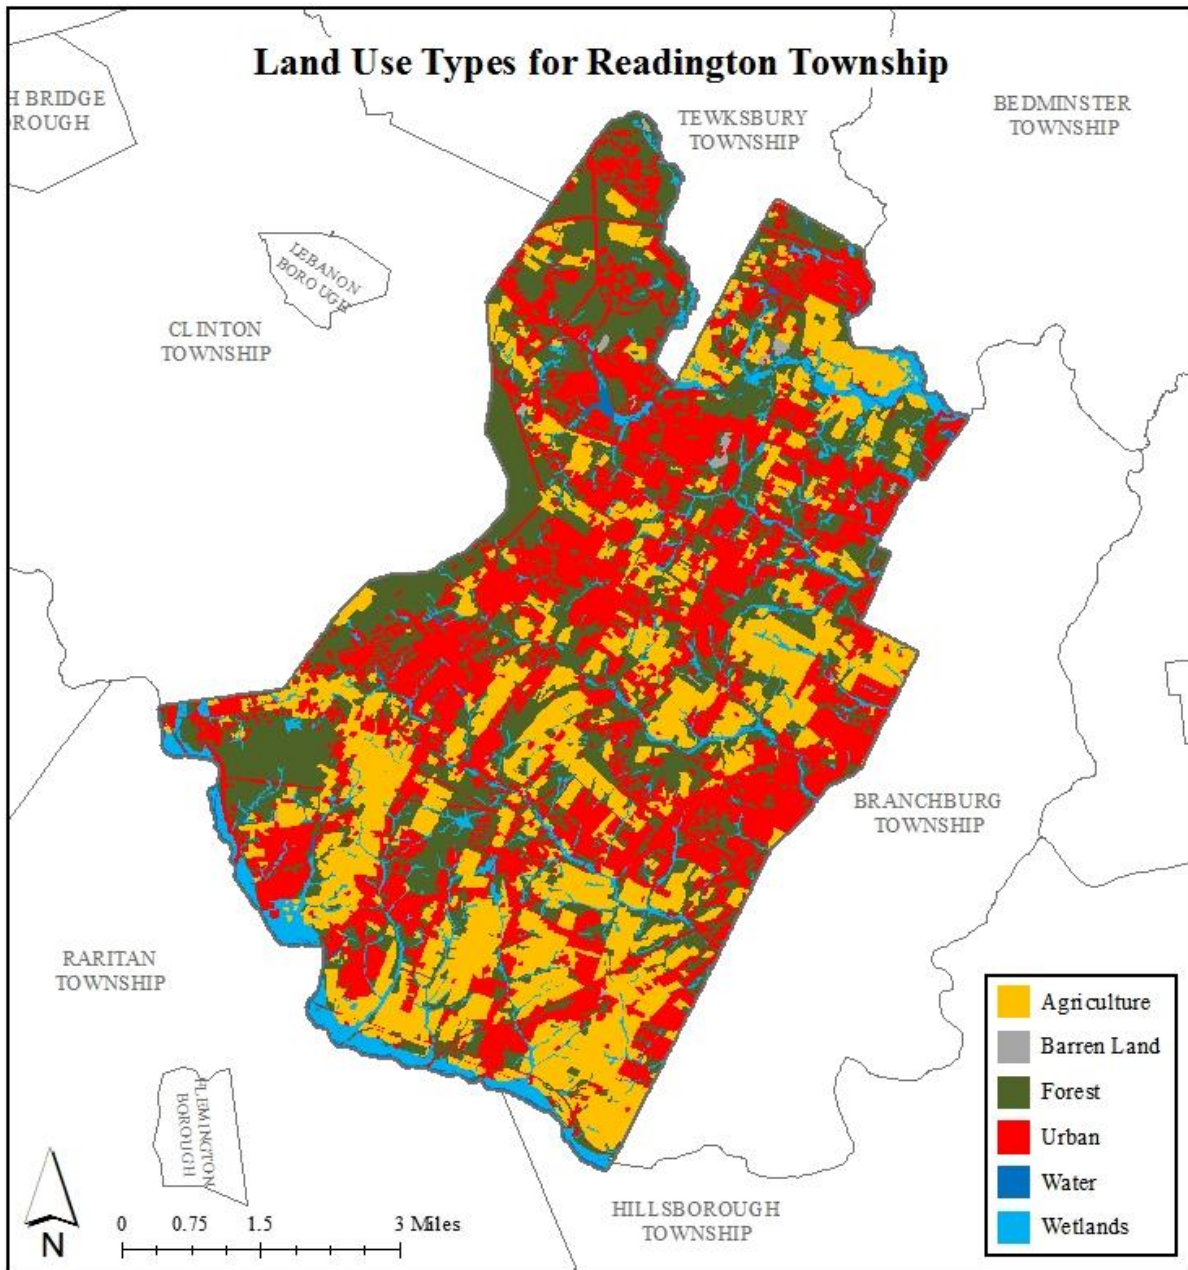 Land Use Types for Readington Township
H BRIDGE
OROUGH
TEWKSBURY
TOWNSHIP
BEDMINSTER
TOWNSHIP
LEBANON
BOROUGH
CLINTON
TOWNSHIP
BRANCHBURG
TOWNSHIP
RARITAN
TOWNSHIP
FLEMINGTON
BOROUGH
HILLSBOROUGH
TOWNSHIP
Agriculture
Barren Land
Forest
Urban
Water
Wetlands
N
0 0.75 1.5 3 Miles